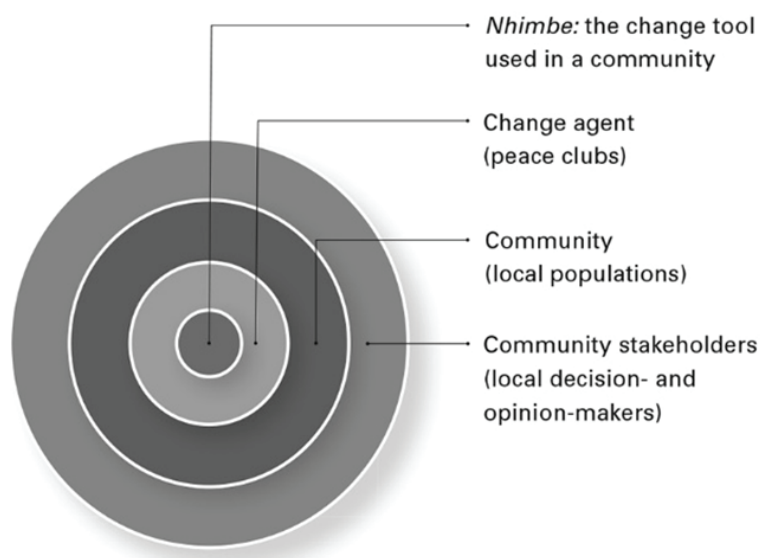 Nhimbe: the change tool
used in a community
Change agent
(peace clubs)
Community
(local populations)
Community stakeholders
(local decision- and
opinion-makers)